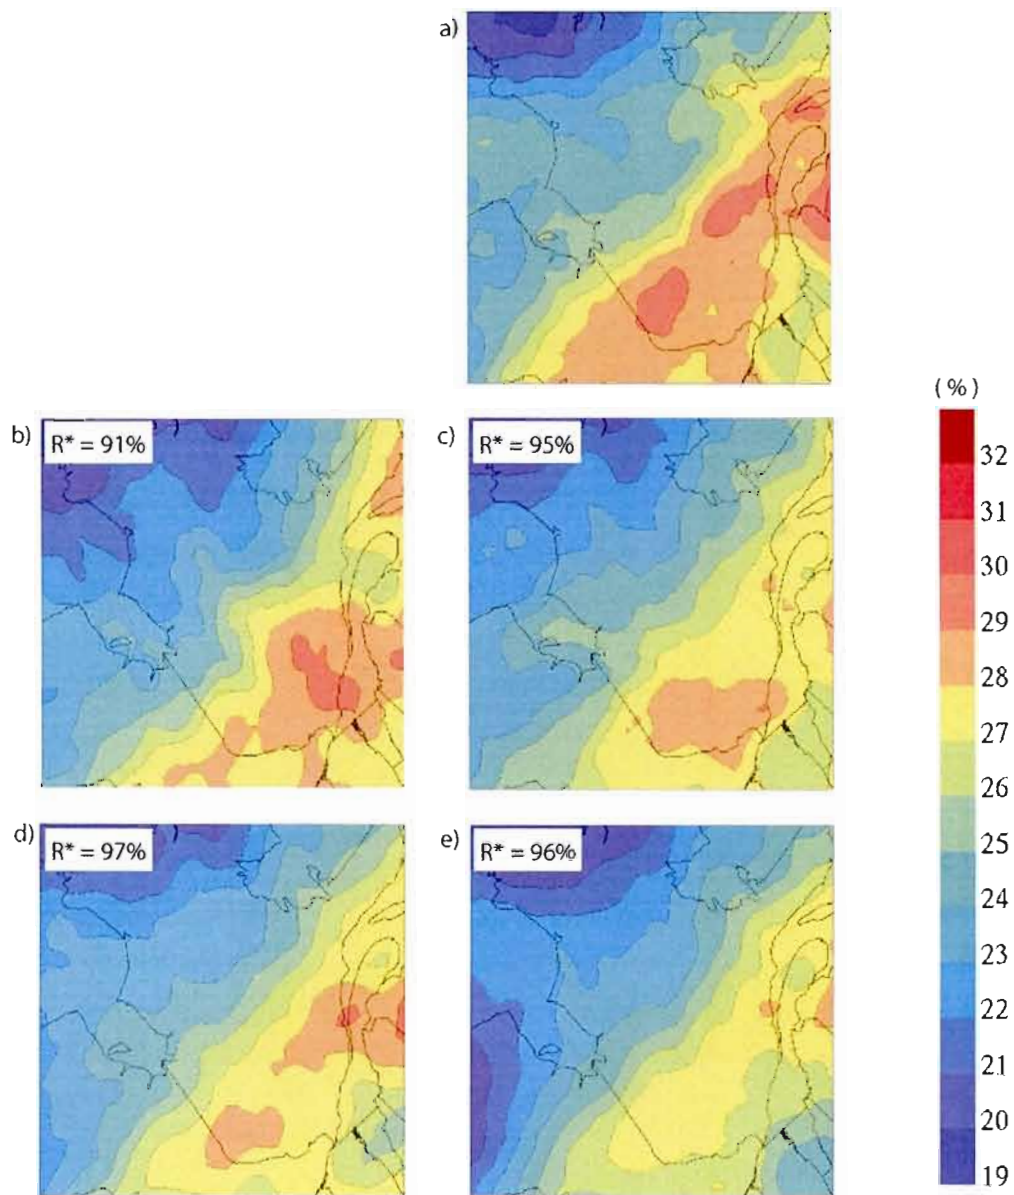 a)
( % )
b)
R* = 91%
c)
R* = 95%
32
31
30
29
28
27
26
25
24
23
22
21
20
19
d)
R* = 97%
e)
R* = 96%